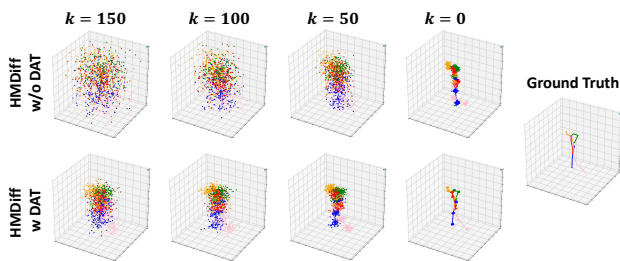 k = 150
k = 100
k = 50
k = 0
HMDiff
w/o DAT
Ground Truth
HMDiff
w DAT